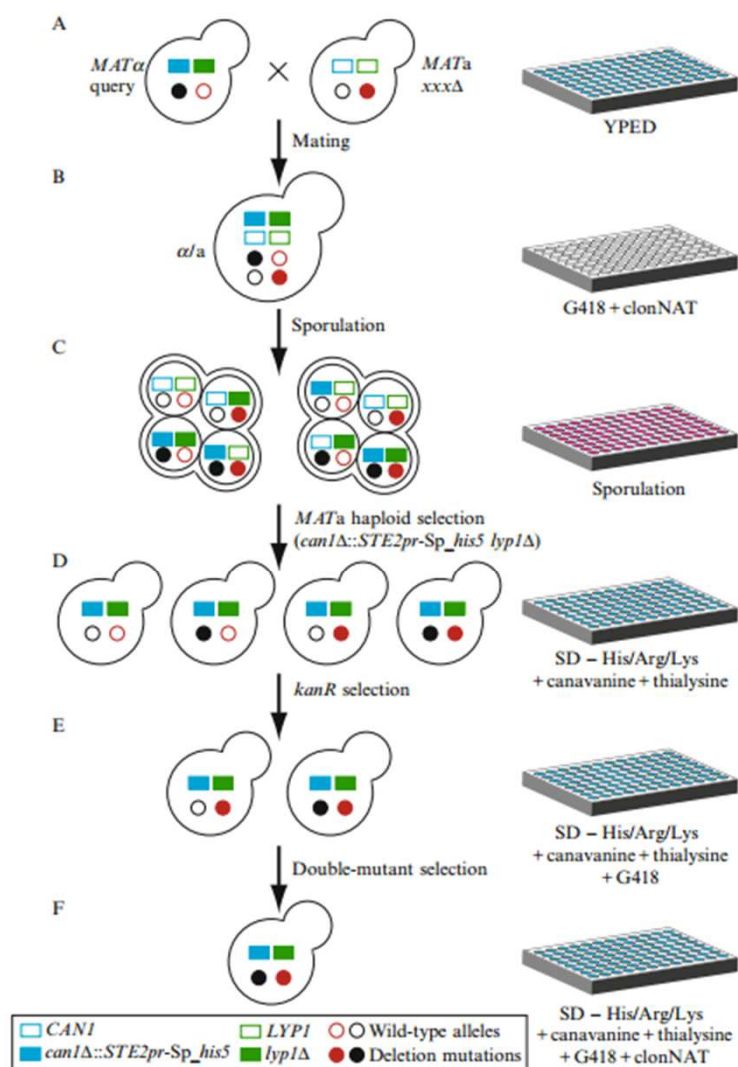 A
MATα
query
MATa
xxxΔ
YPED
Mating
B
α/a
G418 + clonNAT
Sporulation
C
Sporulation
MATa haploid selection
(can1Δ::STE2pr-Sp_his5 lyp1Δ)
D
SD – His/Arg/Lys
+ canavanine + thialysine
kanR selection
E
SD – His/Arg/Lys
+ canavanine + thialysine
+ G418
Double-mutant selection
F
SD – His/Arg/Lys
+ canavanine + thialysine
+ G418 + clonNAT
CAN1 LYP1 Wild-type alleles
can1Δ::STE2pr-Sp_his5 lyp1Δ Deletion mutations